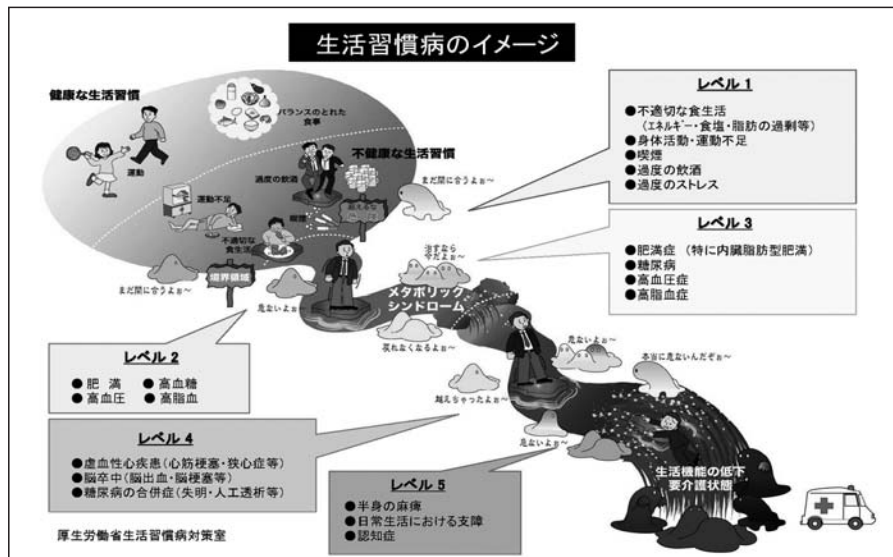 生活習慣病のイメージ
健康な生活習慣
バランスのとれた
食事
運動
不健康な生活習慣
過度の飲酒
運動不足
喫煙
不適切な
食生活
境界領域
まだ間に合うよぉ~
まだ間に合うよぉ~
危ないよぉ~
治すなら
今だよぉ~
メタボリック
シンドローム
戻れなくなるよぉ~
危ないよぉ~
本当に危ないんだぞぉ~
越えちゃったよぉ~
危ないよぉ~
生活機能の低下
要介護状態
レベル 1
●不適切な食生活
(エネルギー・食塩・脂肪の過剰等)
●身体活動・運動不足
●喫煙
●過度の飲酒
●過度のストレス
レベル 3
●肥満症 (特に内臓脂肪型肥満)
●糖尿病
●高血圧症
●高脂血症
レベル 2
●肥 満 ●高血糖
●高血圧 ●高脂血
レベル 4
●虚血性心疾患(心筋梗塞・狭心症等)
●脳卒中(脳出血・脳梗塞等)
●糖尿病の合併症(失明・人工透析等)
レベル 5
●半身の麻痺
●日常生活における支障
●認知症
厚生労働省生活習慣病対策室